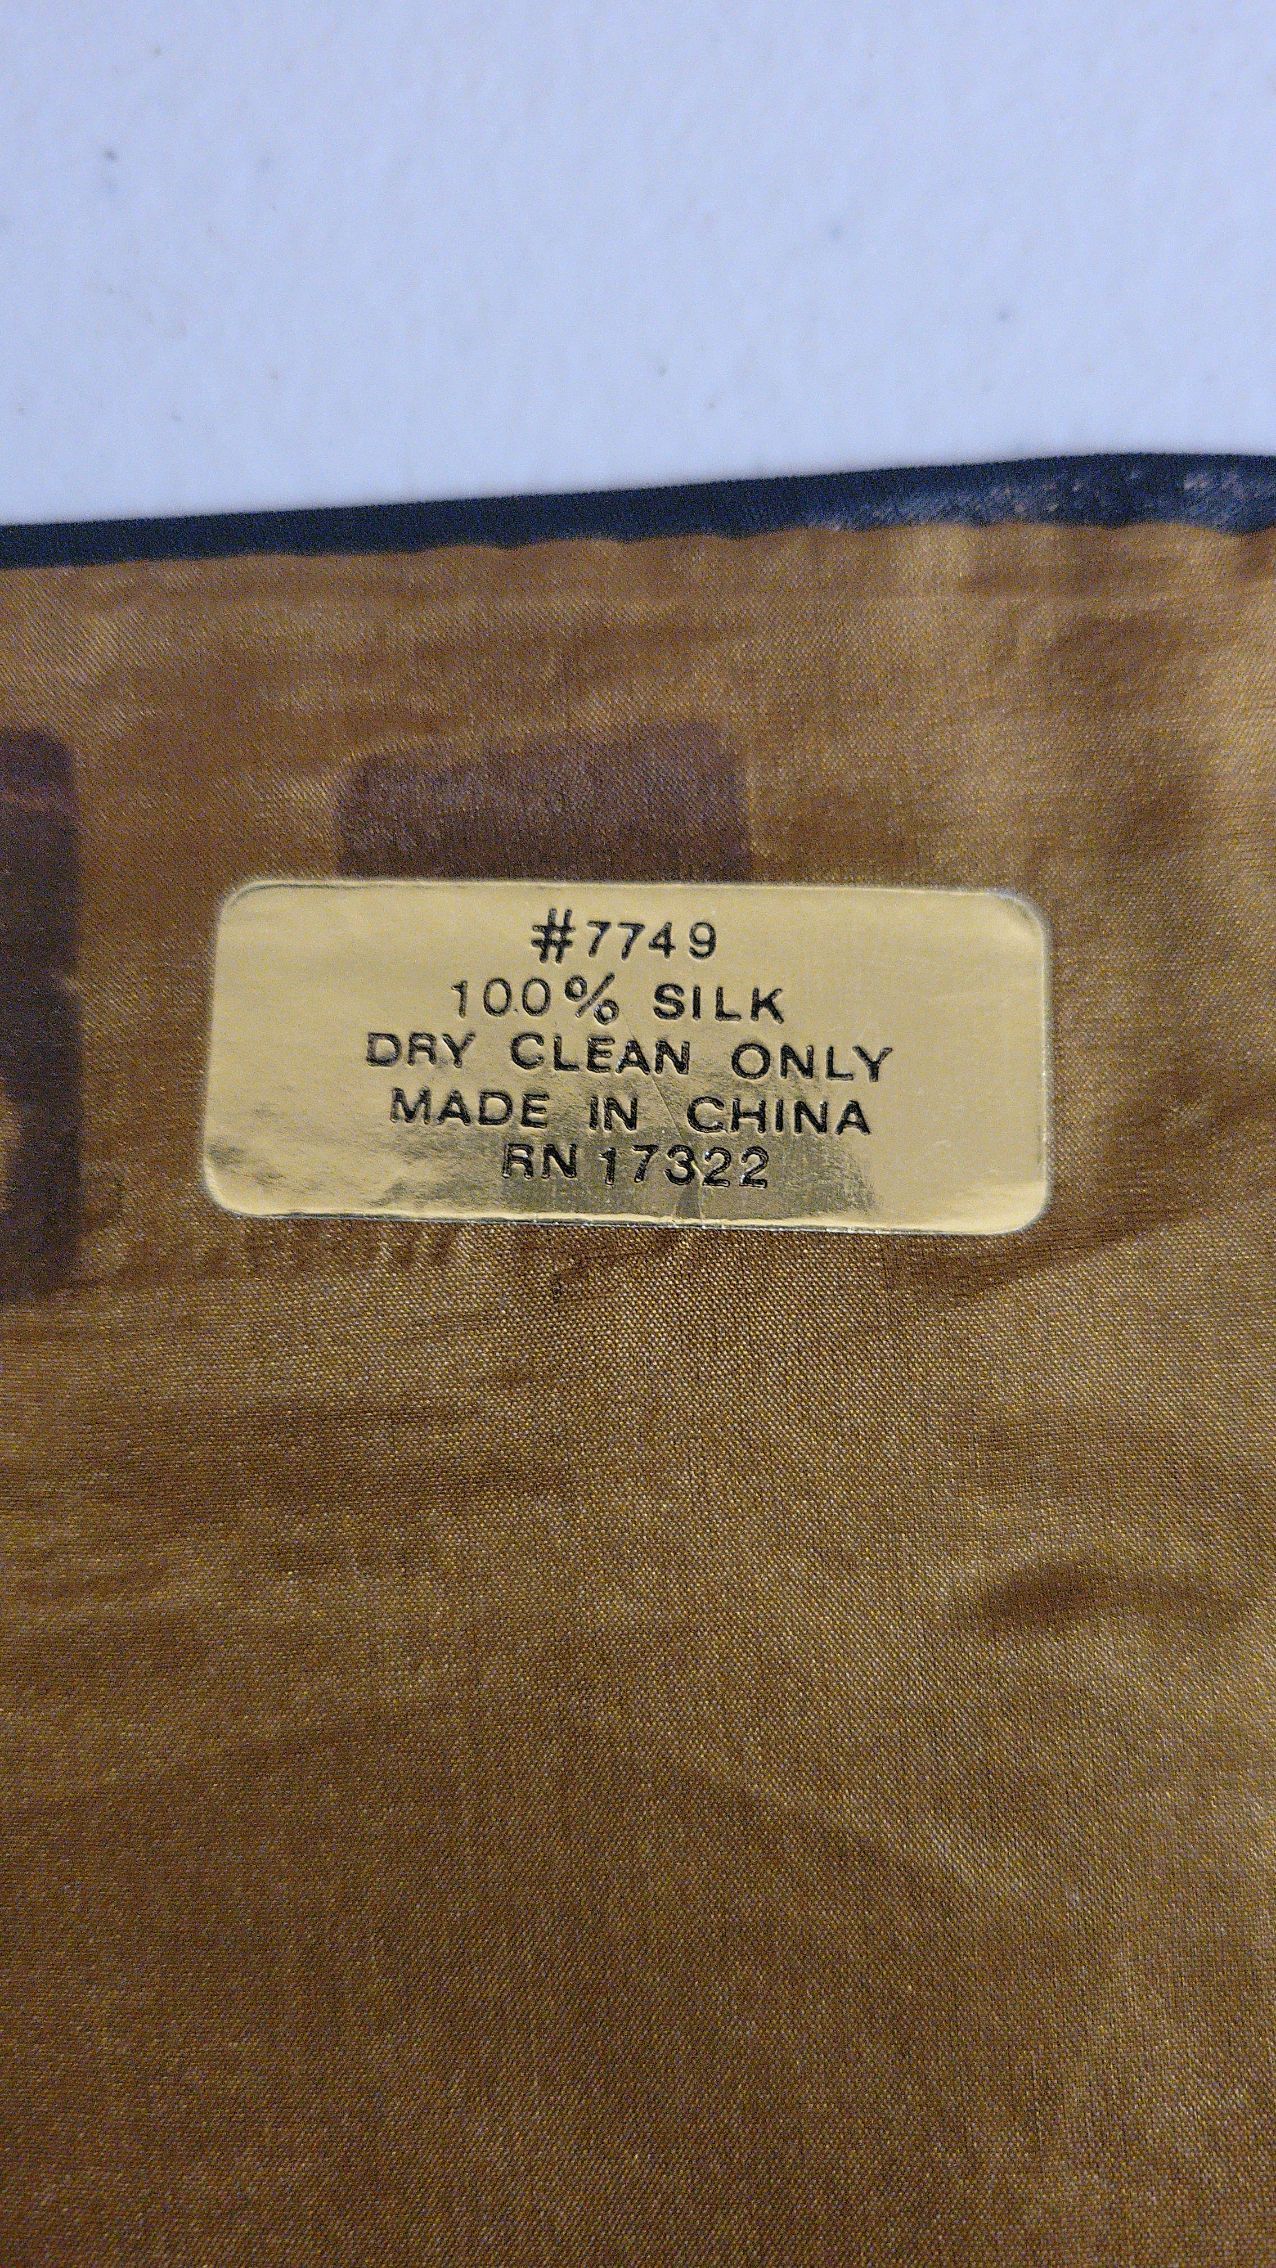 #7749
100% SILK
DRY CLEAN ONLY
MADE IN CHINA
RN 17322